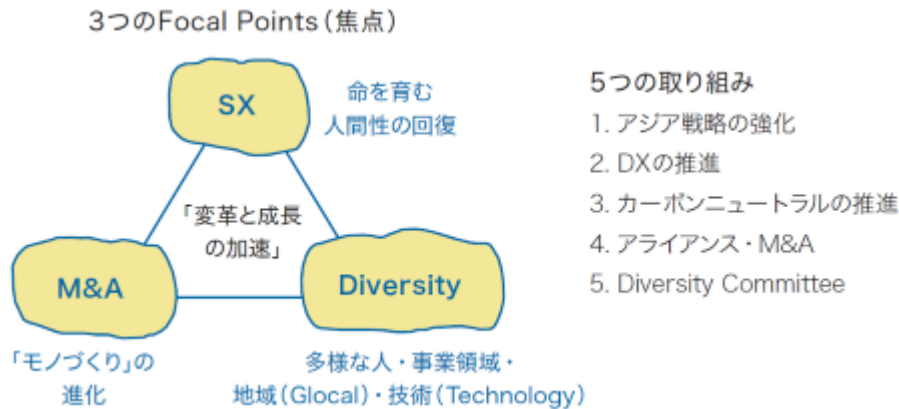 3つのFocal Points(焦点)
SX
命を育む
人間性の回復
「変革と成長
の加速」
M&A
「モノづくり」の
進化
Diversity
多様な人・事業領域・
地域(Glocal)・技術(Technology)
5つの取り組み
1. アジア戦略の強化
2. DXの推進
3. カーボンニュートラルの推進
4. アライアンス・M&A
5. Diversity Committee